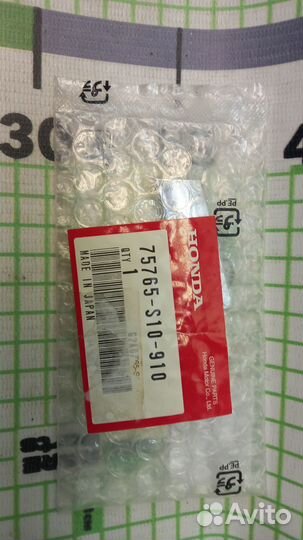 30
4
PE,PP
HONDA
GENUINE PARTS
Honda Motor Co., Ltd.
75765-S10-910
QTY
1
MADE IN JAPAN
PE,PP
1cm
Avito